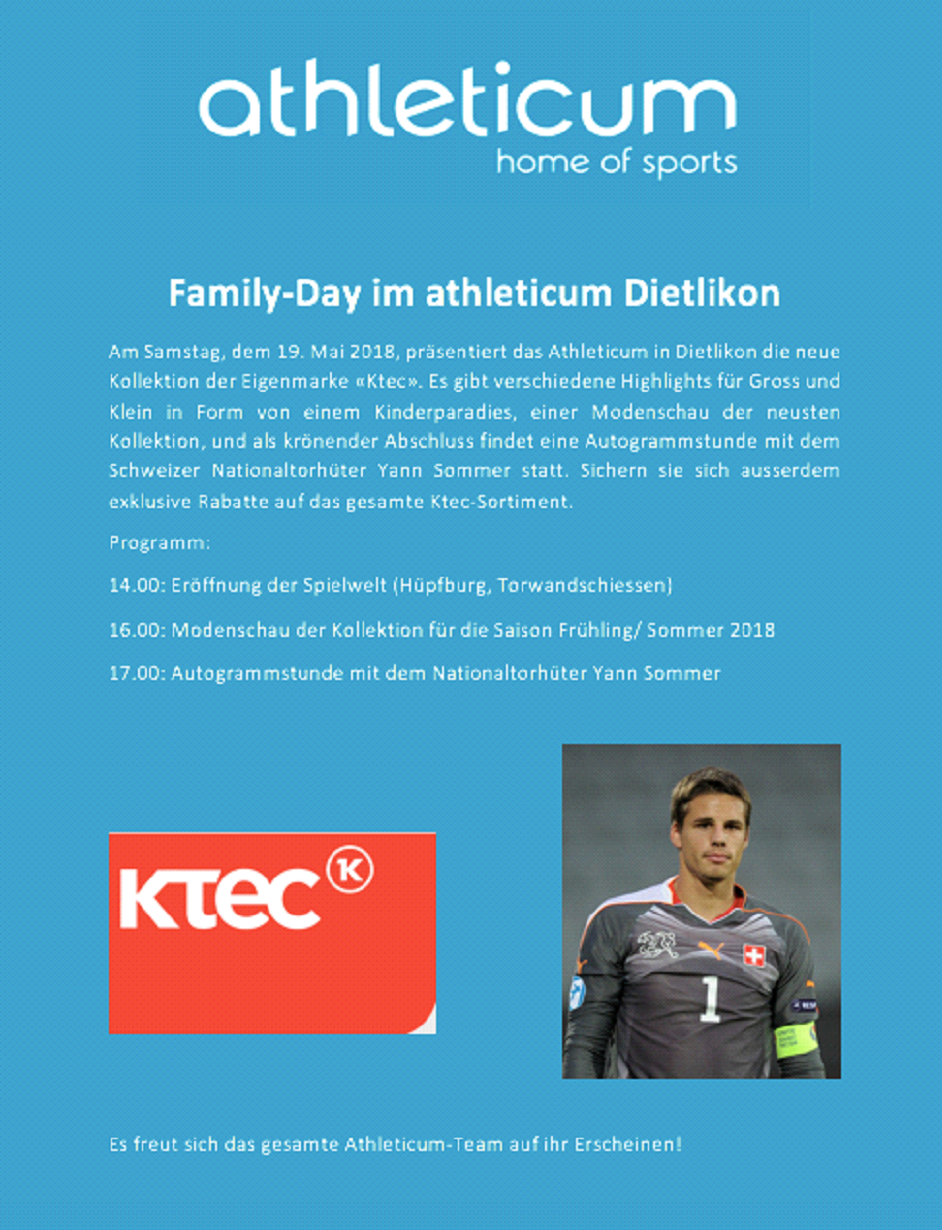 athleticum
home of sports
Family-Day im athleticum Dietlikon
Am Samstag, dem 19. Mai 2018, präsentiert das Athleticum in Dietlikon die neue
Kollektion der Eigenmarke «Ktec». Es gibt verschiedene Highlights für Gross und
Klein in Form von einem Kinderparadies, einer Modenschau der neusten
Kollektion, und als krönender Abschluss findet eine Autogrammstunde mit dem
Schweizer Nationaltorhüter Yann Sommer statt. Sichern sie sich ausserdem
exklusive Rabatte auf das gesamte Ktec-Sortiment.
Programm:
14.00: Eröffnung der Spielwelt (Hüpfburg, Torwandschiessen)
16.00: Modenschau der Kollektion für die Saison Frühling/ Sommer 2018
17.00: Autogrammstunde mit dem Nationaltorhüter Yann Sommer
KTEC K
1
Es freut sich das gesamte Athleticum-Team auf ihr Erscheinen!